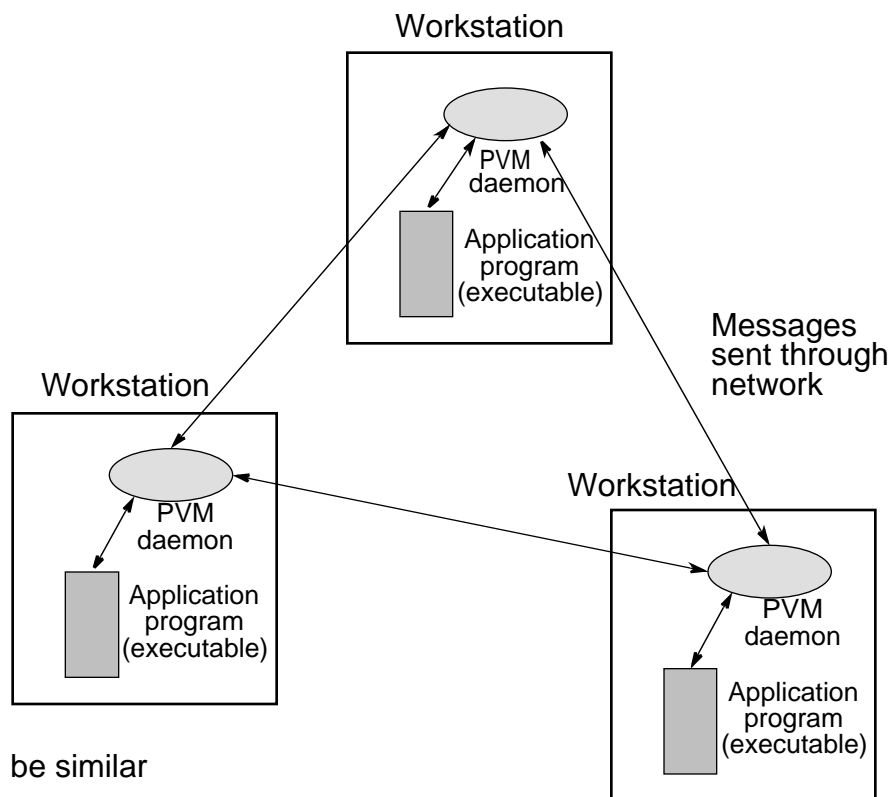 Workstation
PVM
daemon
Application
program
(executable)
Messages
sent through
network
Workstation
PVM
daemon
Application
program
(executable)
Workstation
PVM
daemon
Application
program
(executable)
be similar